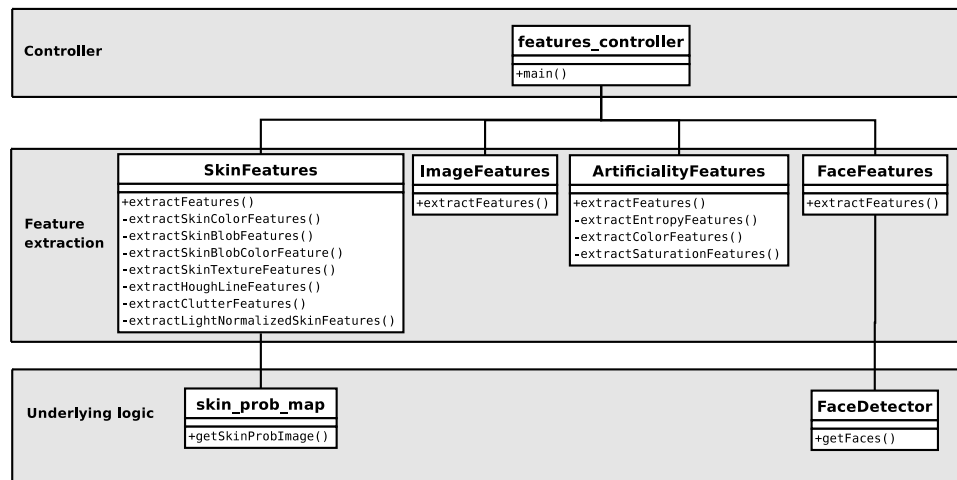 Controller
features_controller
+main()
Feature
extraction
SkinFeatures
+extractFeatures()
-extractSkinColorFeatures()
-extractSkinBlobFeatures()
-extractSkinBlobColorFeature()
-extractSkinTextureFeatures()
-extractHoughLineFeatures()
-extractClutterFeatures()
-extractLightNormalizedSkinFeatures()
ImageFeatures
+extractFeatures()
ArtificialityFeatures
+extractFeatures()
-extractEntropyFeatures()
-extractColorFeatures()
-extractSaturationFeatures()
FaceFeatures
+extractFeatures()
Underlying logic
skin_prob_map
+getSkinProbImage()
FaceDetector
+getFaces()